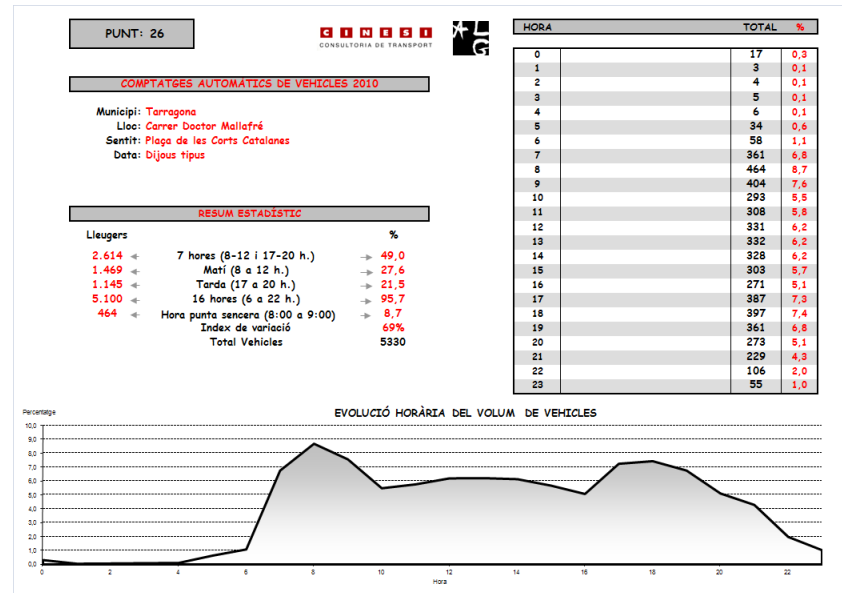 PUNT: 26
CINESI
CONSULTORIA DE TRANSPORT
ALG
COMPTATGES AUTOMÀTICS DE VEHICLES 2010
Municipi: Tarragona
Lloc: Carrer Doctor Mallafré
Sentit: Plaça de les Corts Catalanes
Data: Dijous tipus
RESUM ESTADÍSTIC
Lleugers %
2.614 7 hores (8-12 i 17-20 h.) 49,0
1.469 Matí (8 a 12 h.) 27,6
1.145 Tarda (17 a 20 h.) 21,5
5.100 16 hores (6 a 22 h.) 95,7
464 Hora punta sencera (8:00 a 9:00) 8,7
Index de variació 69%
Total Vehicles 5330
HORA TOTAL %
0 17 0,3
1 3 0,1
2 4 0,1
3 5 0,1
4 6 0,1
5 34 0,6
6 58 1,1
7 361 6,8
8 464 8,7
9 404 7,6
10 293 5,5
11 308 5,8
12 331 6,2
13 332 6,2
14 328 6,2
15 303 5,7
16 271 5,1
17 387 7,3
18 397 7,4
19 361 6,8
20 273 5,1
21 229 4,3
22 106 2,0
23 55 1,0
Percentatge
EVOLUCIÓ HORÀRIA DEL VOLUM DE VEHICLES
10,0
9,0
8,0
7,0
6,0
5,0
4,0
3,0
2,0
1,0
0,0
0 2 4 6 8 10 12 14 16 18 20 22
Hora